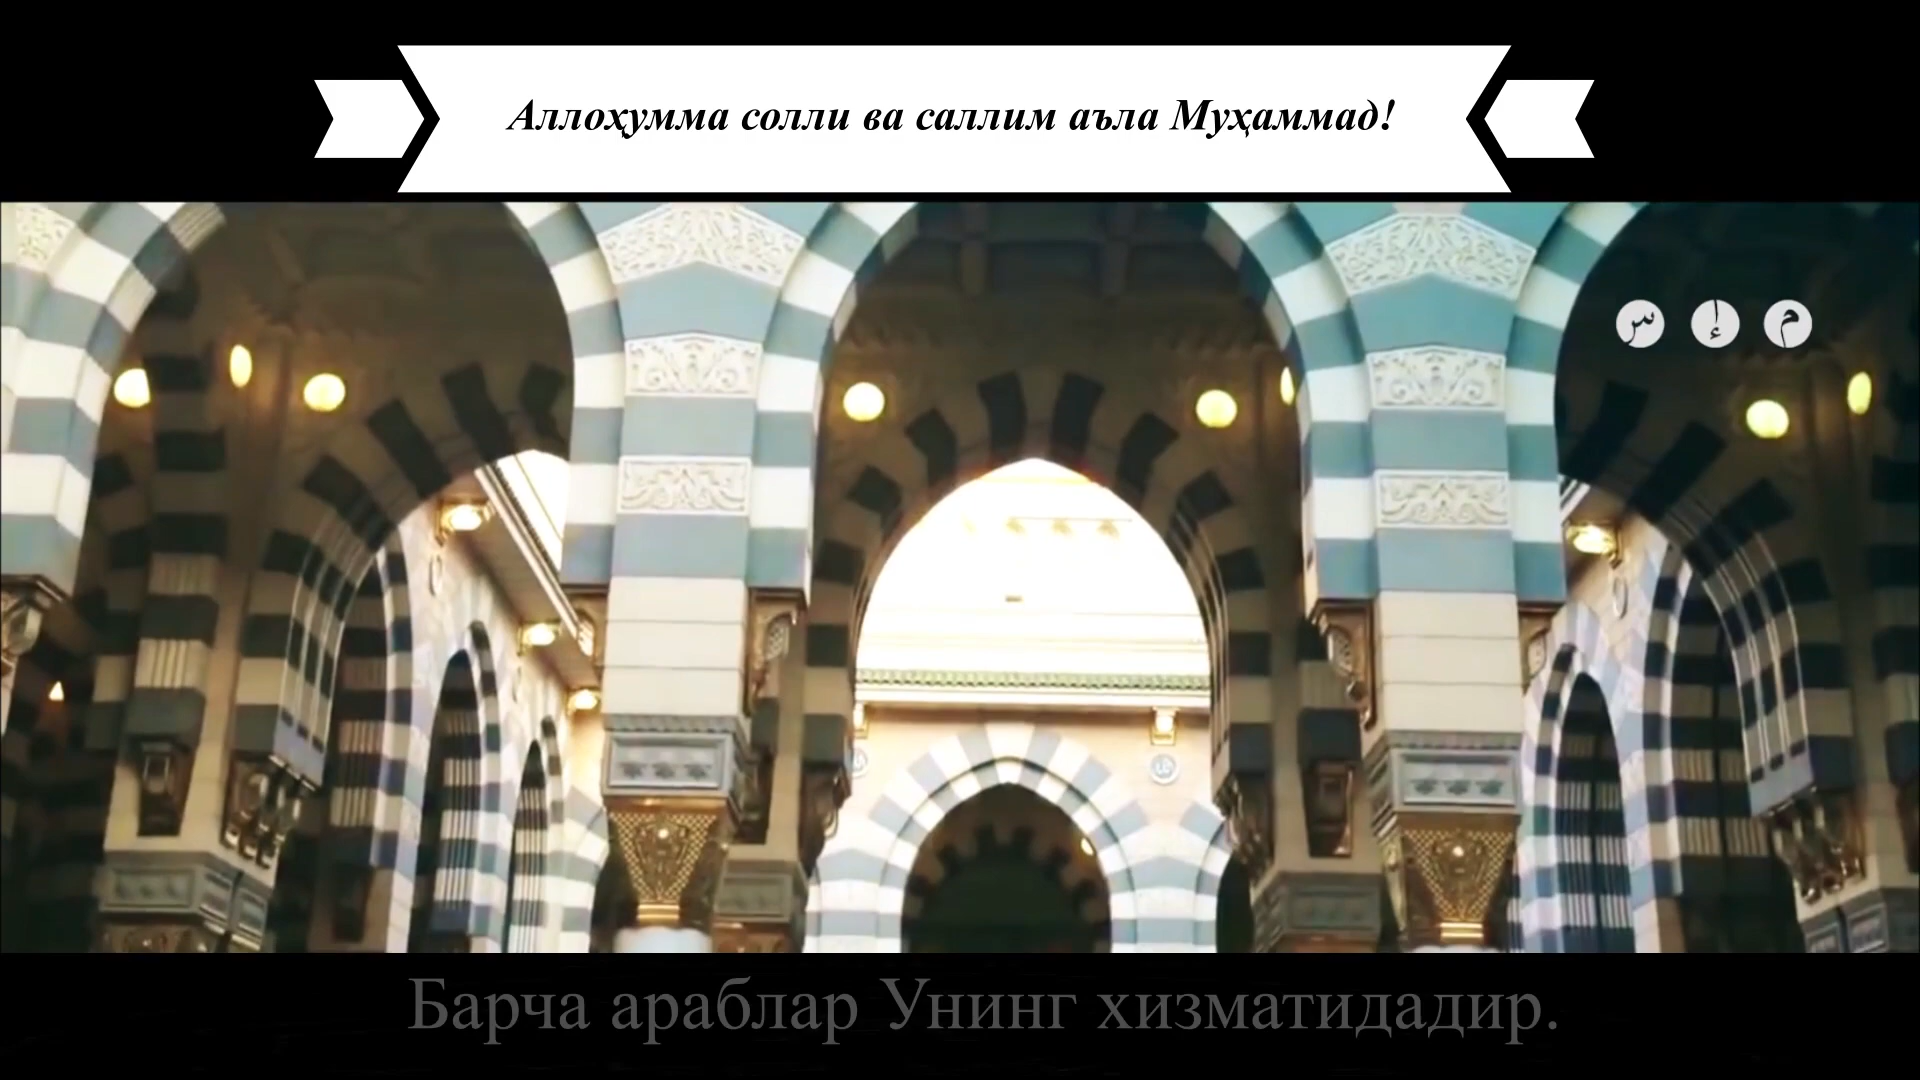 Аллоҳумма солли ва саллим аъла Муҳаммад!
س إ م
Барча араблар Унинг хизматидадир.